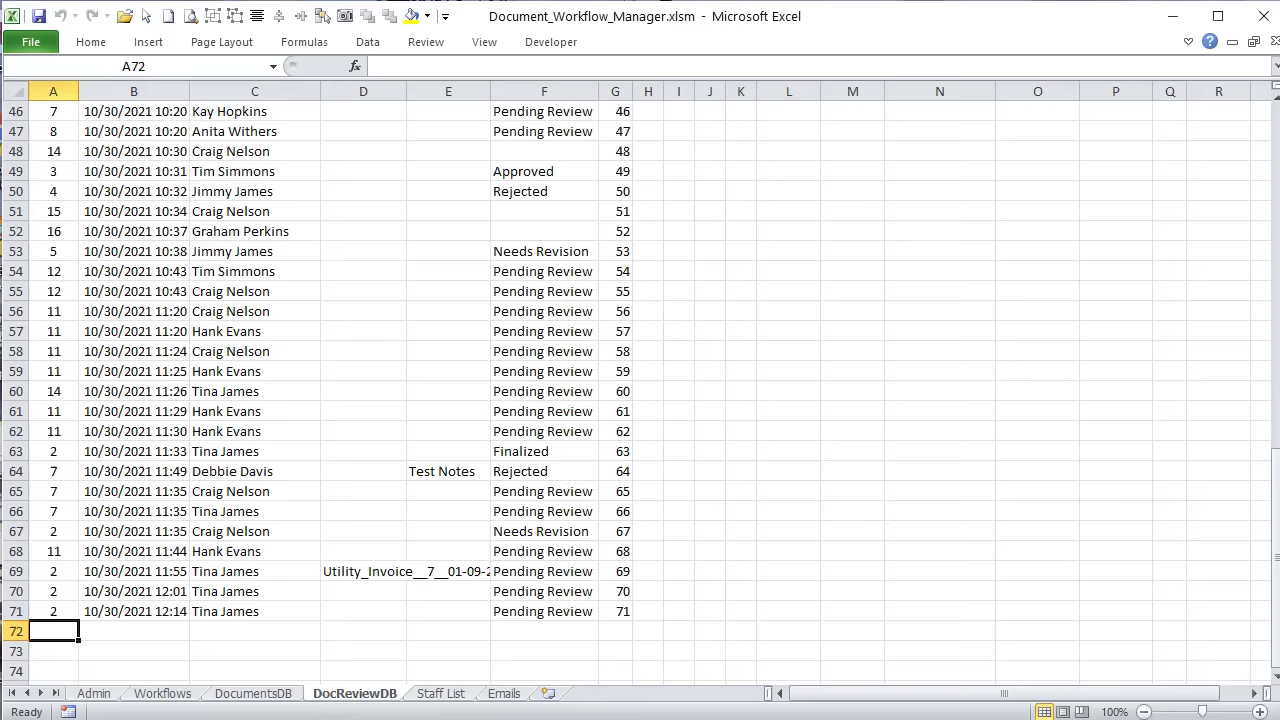 Document_Workflow_Manager.xlsm - Microsoft Excel
File Home Insert Page Layout Formulas Data Review View Developer
A72 fx
A B C D E F G H I J K L M N O P Q R
46 7 10/30/2021 10:20 Kay Hopkins Pending Review 46
47 8 10/30/2021 10:20 Anita Withers Pending Review 47
48 14 10/30/2021 10:30 Craig Nelson 48
49 3 10/30/2021 10:31 Tim Simmons Approved 49
50 4 10/30/2021 10:32 Jimmy James Rejected 50
51 15 10/30/2021 10:34 Craig Nelson 51
52 16 10/30/2021 10:37 Graham Perkins 52
53 5 10/30/2021 10:38 Jimmy James Needs Revision 53
54 12 10/30/2021 10:43 Tim Simmons Pending Review 54
55 12 10/30/2021 10:43 Craig Nelson Pending Review 55
56 11 10/30/2021 11:20 Craig Nelson Pending Review 56
57 11 10/30/2021 11:20 Hank Evans Pending Review 57
58 11 10/30/2021 11:24 Craig Nelson Pending Review 58
59 11 10/30/2021 11:25 Hank Evans Pending Review 59
60 14 10/30/2021 11:26 Tina James Pending Review 60
61 11 10/30/2021 11:29 Hank Evans Pending Review 61
62 11 10/30/2021 11:30 Hank Evans Pending Review 62
63 2 10/30/2021 11:33 Tina James Finalized 63
64 7 10/30/2021 11:49 Debbie Davis Test Notes Rejected 64
65 7 10/30/2021 11:35 Craig Nelson Pending Review 65
66 7 10/30/2021 11:35 Tina James Pending Review 66
67 2 10/30/2021 11:35 Craig Nelson Needs Revision 67
68 11 10/30/2021 11:44 Hank Evans Pending Review 68
69 2 10/30/2021 11:55 Tina James Utility_Invoice__7__01-09-2 Pending Review 69
70 2 10/30/2021 12:01 Tina James Pending Review 70
71 2 10/30/2021 12:14 Tina James Pending Review 71
72
73
74
Admin Workflows DocumentsDB DocReviewDB Staff List Emails
Ready 100%